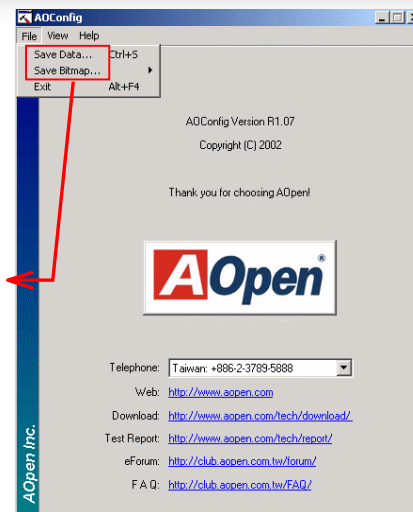 AOConfig
File View Help
Save Data... Ctrl+S
Save Bitmap...
Exit Alt+F4
AOConfig Version R1.07
Copyright (C) 2002
Thank you for choosing AOpen!
AOpen®
Telephone: Taiwan: +886-2-3789-5888
Web: http://www.aopen.com
Download: http://www.aopen.com/tech/download/
Test Report: http://www.aopen.com/tech/report/
eForum: http://club.aopen.com.tw/forum/
F A Q: http://club.aopen.com.tw/FAQ/
AOpen Inc.